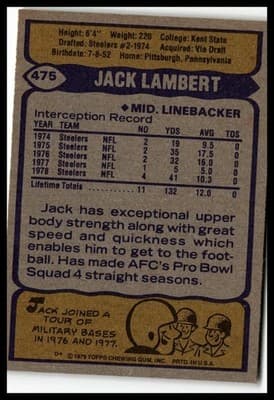 Height: 6'4" Weight: 220 College: Kent State
Drafted: Steelers #2-1974 Acquired: Via Draft
Birthdate: 7-8-52 Home: Pittsburgh, Pennsylvania
475 JACK LAMBERT
◆MID. LINEBACKER
Interception Record
YEAR TEAM NO YDS AVG TDS
1974 Steelers NFL 2 19 9.5 0
1975 Steelers NFL 2 35 17.5 0
1976 Steelers NFL 2 32 16.0 0
1977 Steelers NFL 1 5 5.0 0
1978 Steelers NFL 4 41 10.3 0
Lifetime Totals 11 132 12.0 0
Jack has exceptional upper
body strength along with great
speed and quickness which
enables him to get to the foot-
ball. Has made AFC's Pro Bowl
Squad 4 straight seasons.
JACK JOINED A
TOUR OF
MILITARY BASES
IN 1976 AND 1977.
D* © 1979 TOPPS CHEWING GUM, INC. PRTD. IN U.S.A.